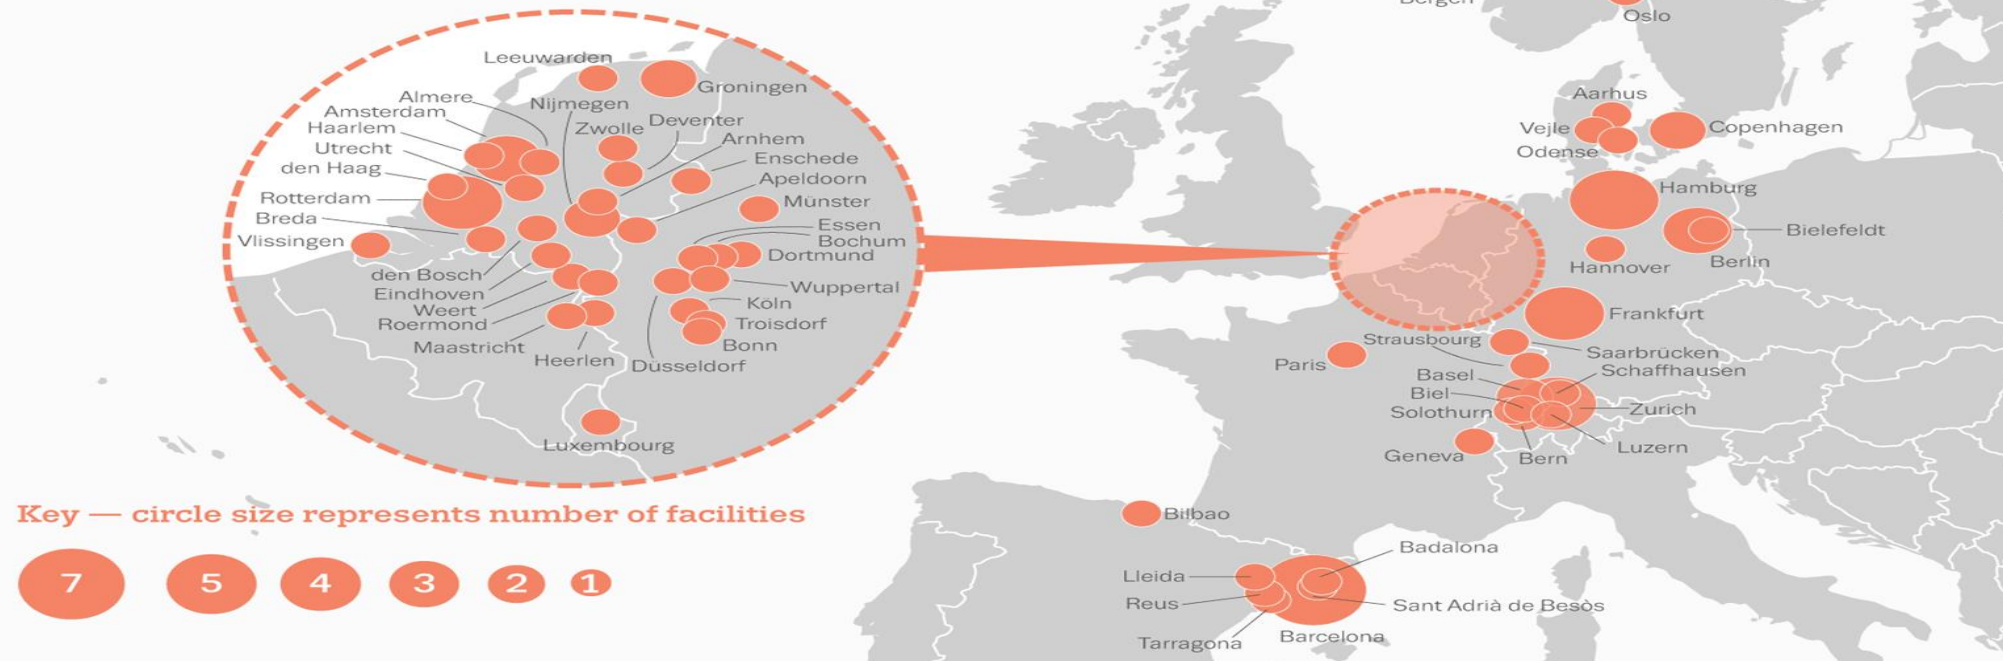 Bergen
Oslo
Leeuwarden
Groningen
Almere
Nijmegen
Amsterdam
Zwolle
Deventer
Haarlem
Arnhem
Utrecht
Enschede
den Haag
Apeldoorn
Rotterdam
Münster
Breda
Essen
Vlissingen
Bochum
Dortmund
den Bosch
Wuppertal
Eindhoven
Köln
Weert
Roermond
Troisdorf
Maastricht
Bonn
Heerlen
Düsseldorf
Luxembourg
Aarhus
Vejle
Copenhagen
Odense
Hamburg
Bielefeldt
Hannover
Berlin
Frankfurt
Strausbourg
Saarbrücken
Paris
Schaffhausen
Basel
Biel
Solothurn
Zurich
Luzern
Geneva
Bern
Bilbao
Badalona
Lleida
Reus
Sant Adrià de Besòs
Tarragona
Barcelona
Key — circle size represents number of facilities
7 5 4 3 2 1